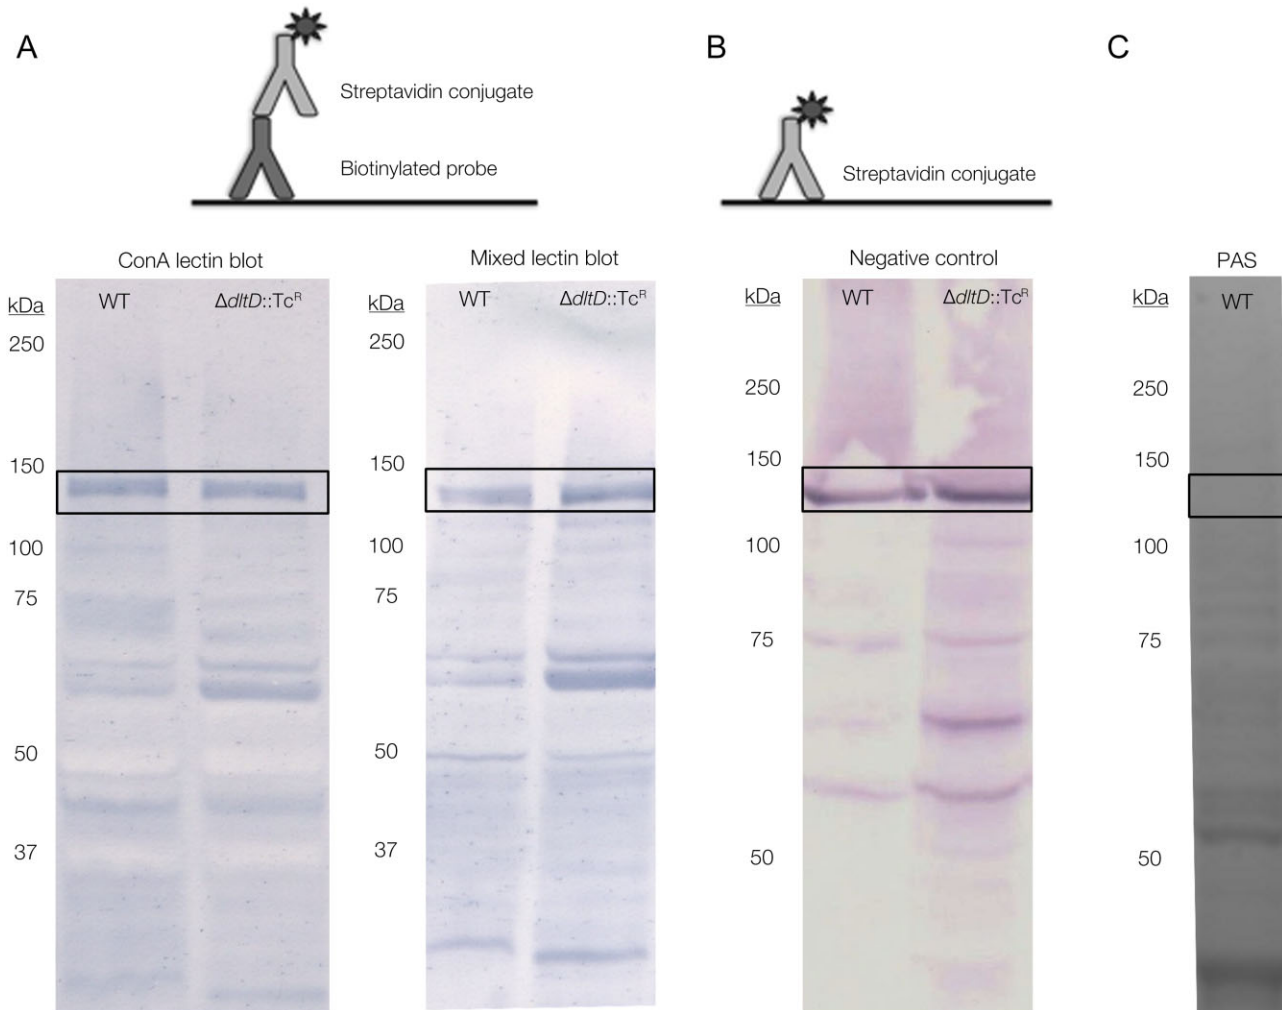 A
Streptavidin conjugate
Biotinylated probe
ConA lectin blot
kDa
WT
ΔdltD::Tcᴿ
250
150
100
75
50
37
Mixed lectin blot
kDa
WT
ΔdltD::Tcᴿ
250
150
100
75
50
37
B
Streptavidin conjugate
Negative control
kDa
WT
ΔdltD::Tcᴿ
250
150
100
75
50
C
PAS
kDa
WT
250
150
100
75
50